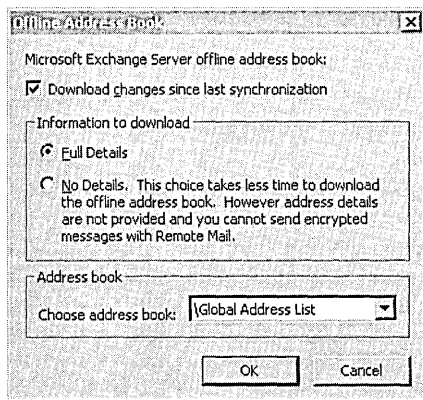 Offline Address Book
Microsoft Exchange Server offline address book:
Download changes since last synchronization
Information to download
Full Details
No Details. This choice takes less time to download
the offline address book. However address details
are not provided and you cannot send encrypted
messages with Remote Mail.
Address book
Choose address book: \Global Address List
OK Cancel